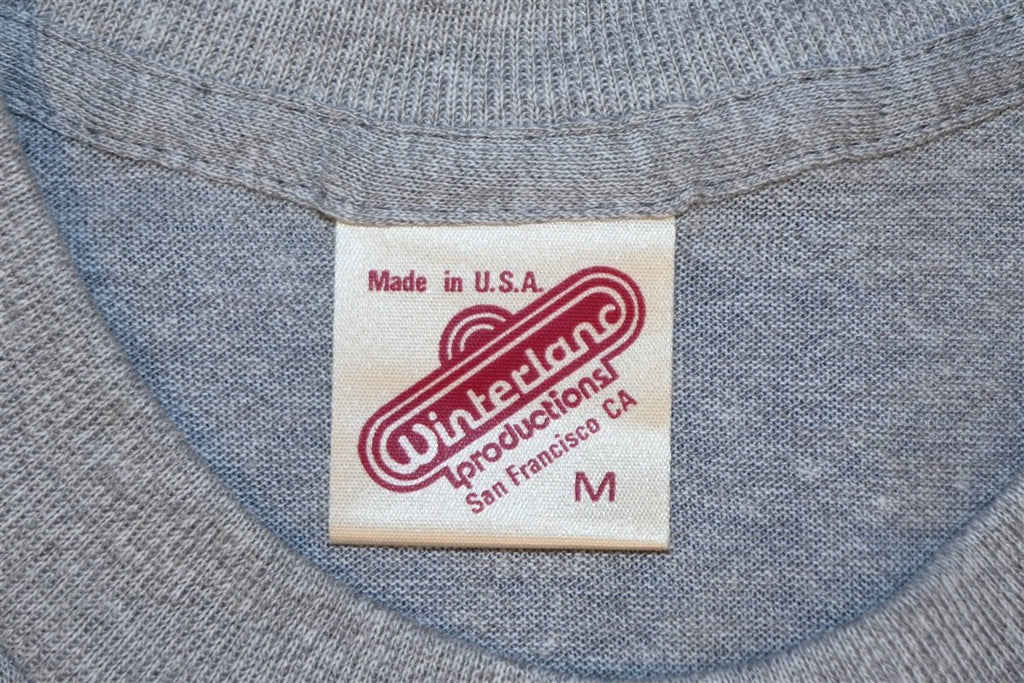 Made in U.S.A.
Winterland
productions
San Francisco CA
M